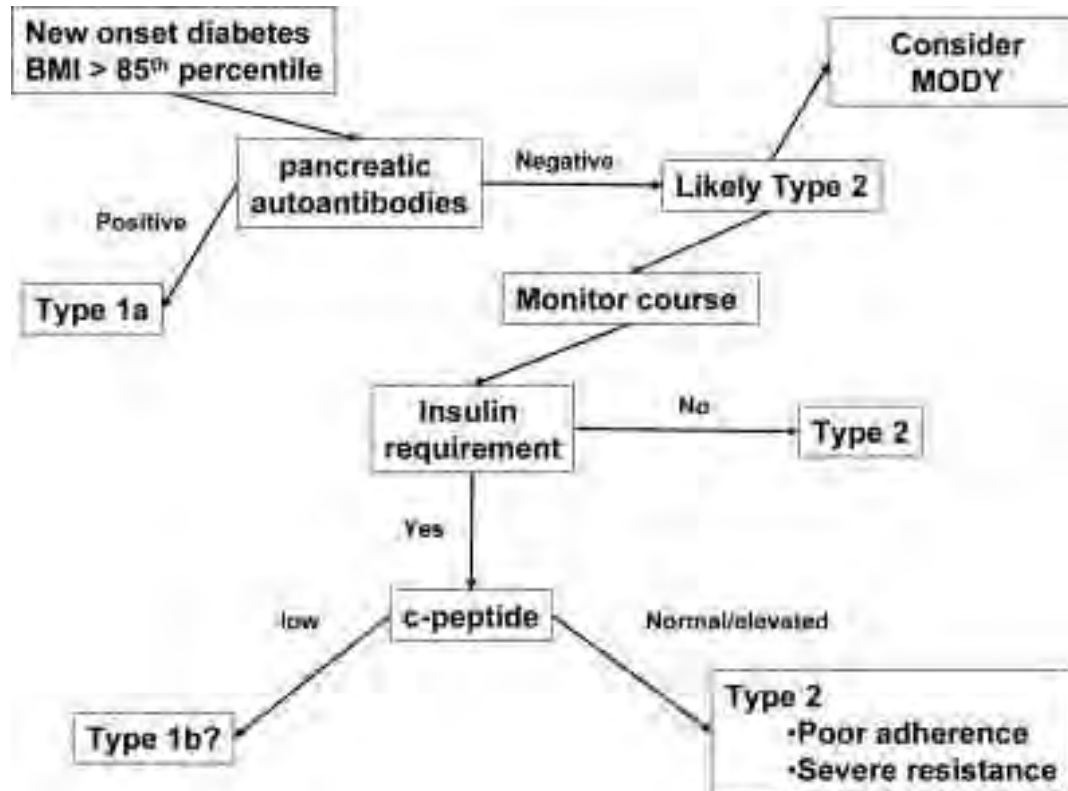 New onset diabetes
BMI > 85th percentile
Consider
MODY
pancreatic
autoantibodies
Negative
Likely Type 2
Positive
Type 1a
Monitor course
Insulin
requirement
No
Type 2
Yes
c-peptide
low
Normal/elevated
Type 1b?
Type 2
•Poor adherence
•Severe resistance